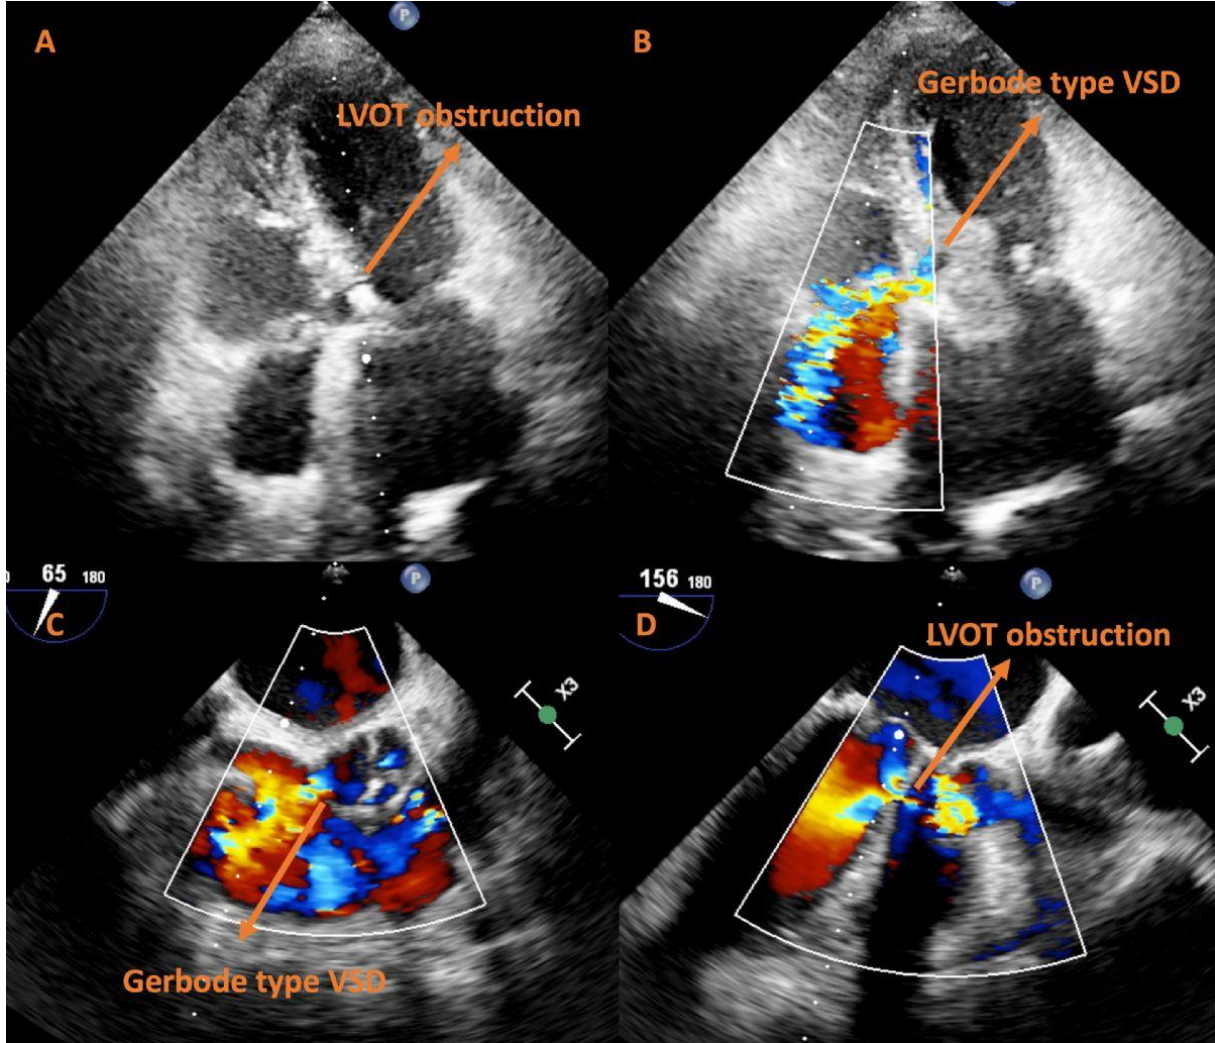 A
P
LVOT obstruction
B
Gerbode type VSD
65 180
C
P
X3
Gerbode type VSD
156 180
D
P
LVOT obstruction
X3